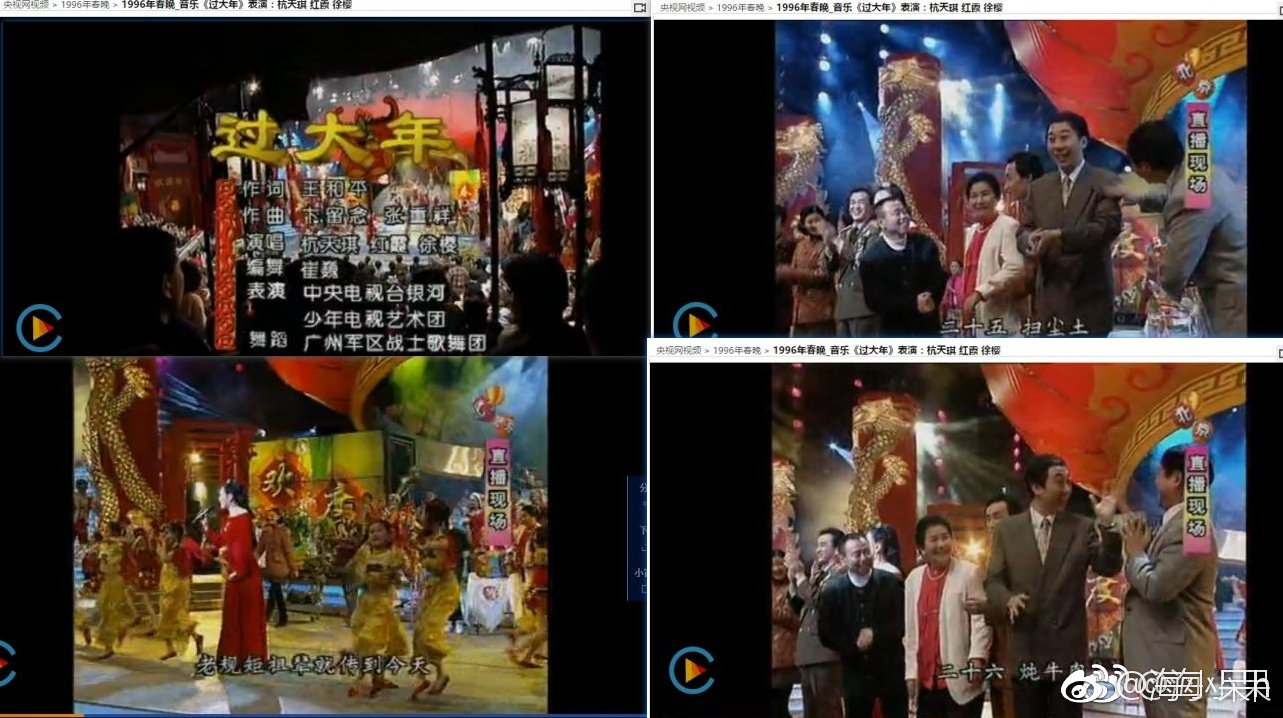 央视网视频 > 1996年春晚 > 1996年春晚_音乐《过大年》表演：杭天琪 红霞 徐樱
过大年
作词 王和平
作曲 卞留念 张重祥
演唱 杭天琪 红霞 徐樱
编舞 崔巍
表演 中央电视台银河
少年电视艺术团
舞蹈 广州军区战士歌舞团
央视网视频 > 1996年春晚 > 1996年春晚_音乐《过大年》表演：杭天琪 红霞 徐樱
北京
直播现场
二十五 扫尘土
欢 庆
北京
直播现场
老规矩祖辈就传到今天
下
小
央视网视频 > 1996年春晚 > 1996年春晚_音乐《过大年》表演：杭天琪 红霞 徐樱
北京
直播现场
二十六 炖牛